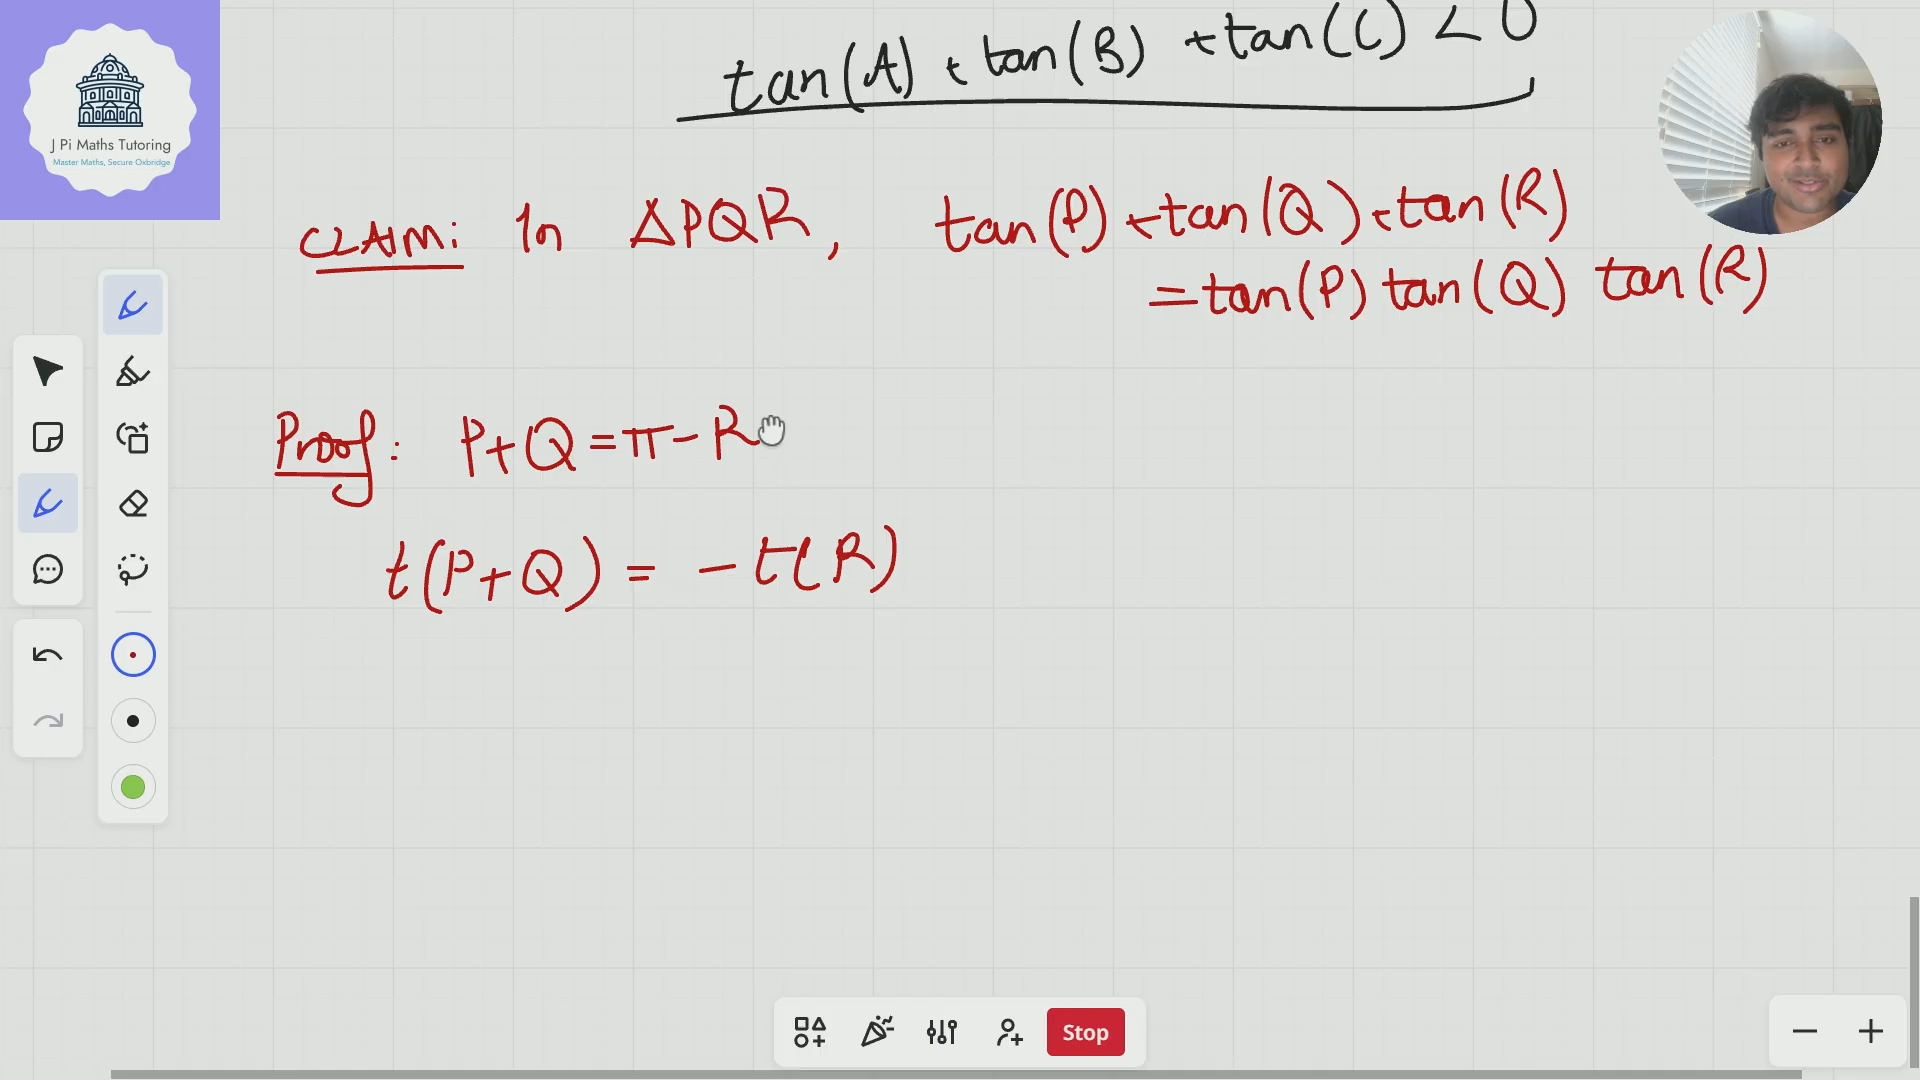 tan(A) + tan(B) + tan(C) < 0
J Pi Maths Tutoring
Master Maths, Secure Oxbridge
CLAIM: In ΔPQR, tan(P) + tan(Q) + tan(R)
= tan(P) tan(Q) tan(R)
Proof: P+Q = π - R
t(P+Q) = - t(R)
Stop